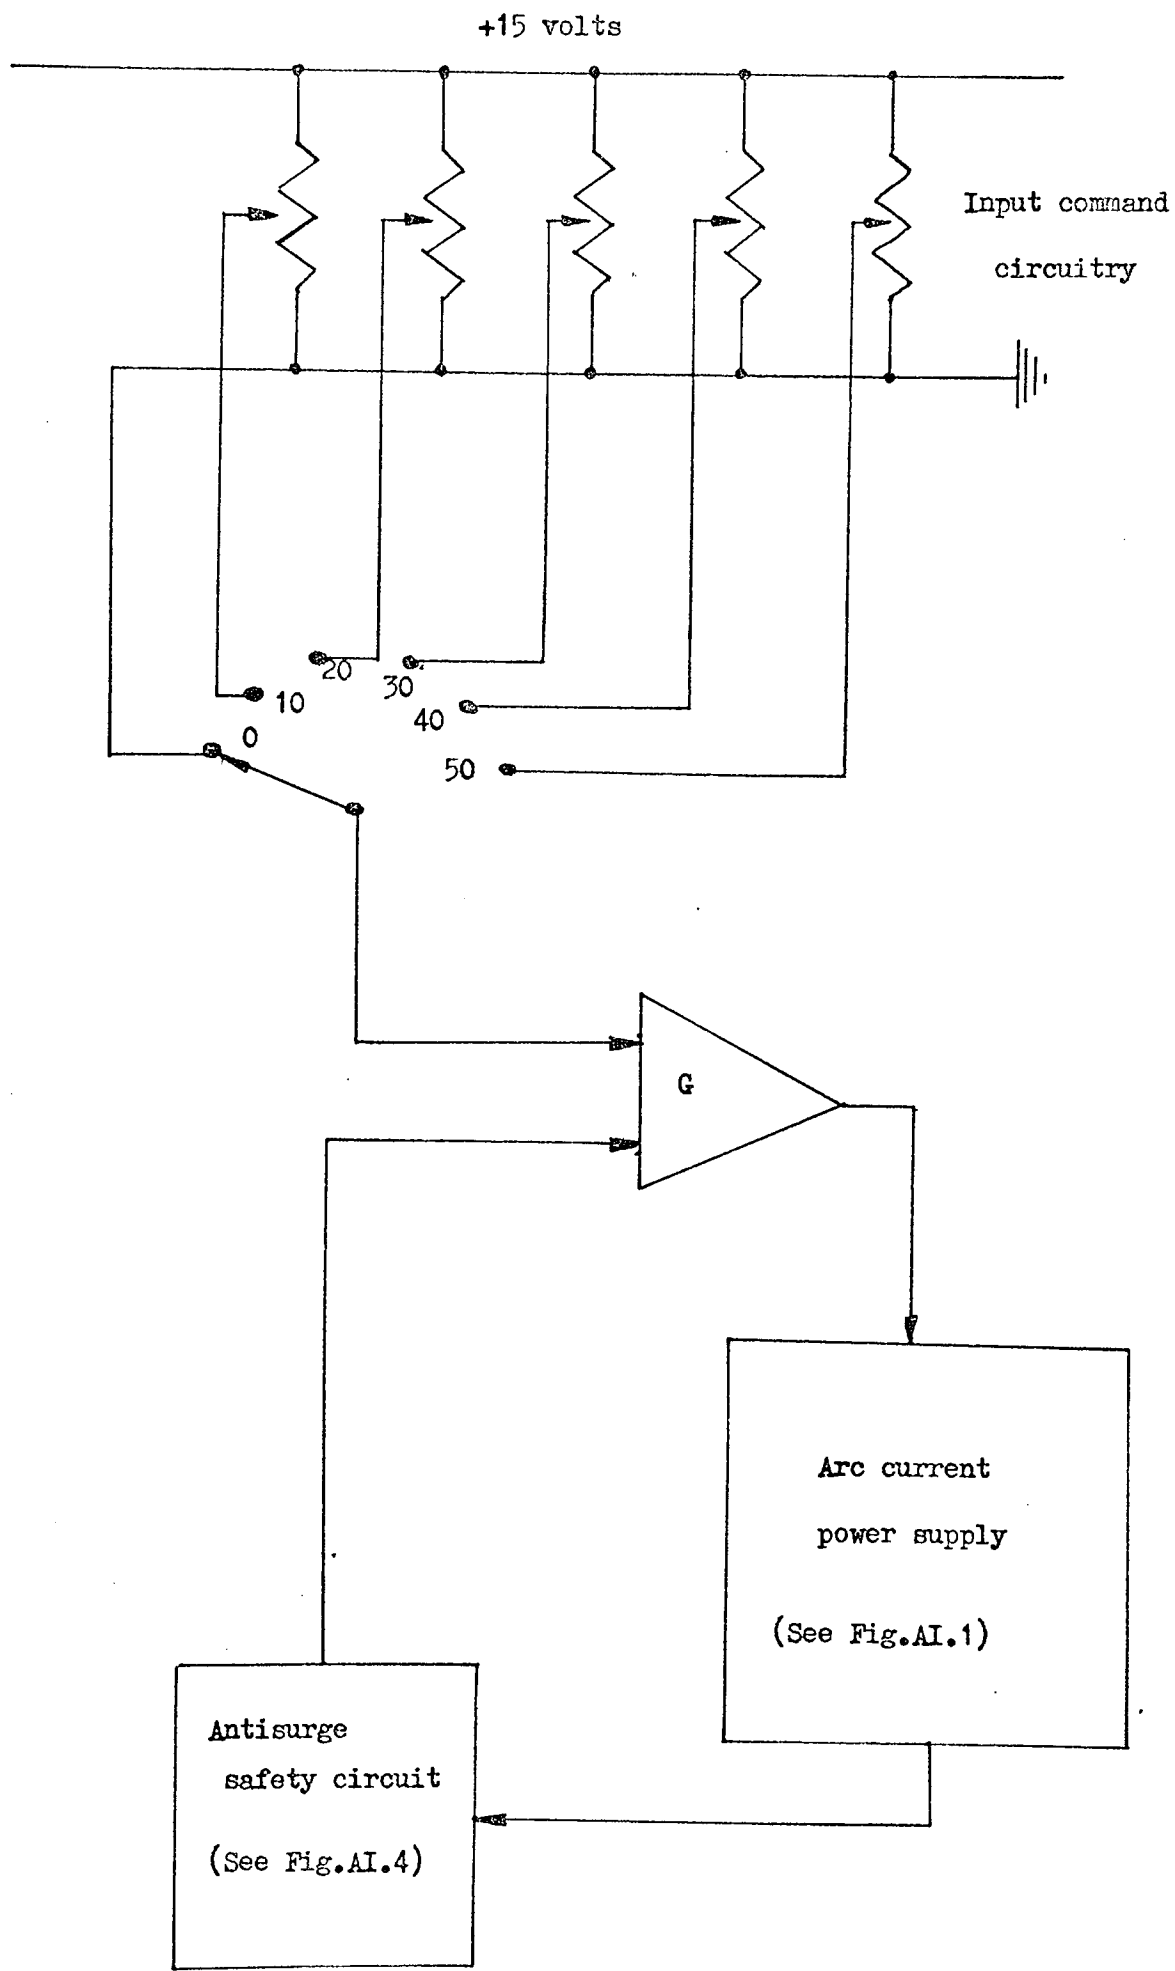 +15 volts
Input command
circuitry
20
30
10
40
0
50
G
Arc current
power supply
(See Fig.AI.1)
Antisurge
safety circuit
(See Fig.AI.4)